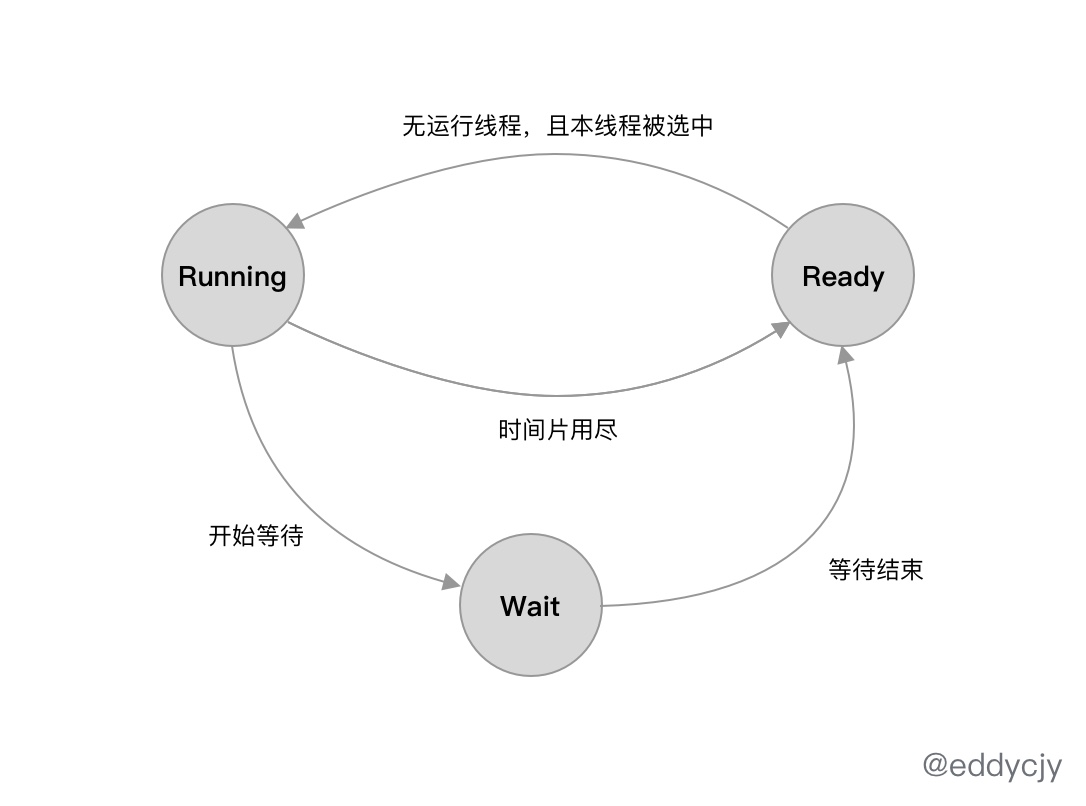 无运行线程，且本线程被选中
Running
Ready
时间片用尽
开始等待
等待结束
Wait
@eddycjy